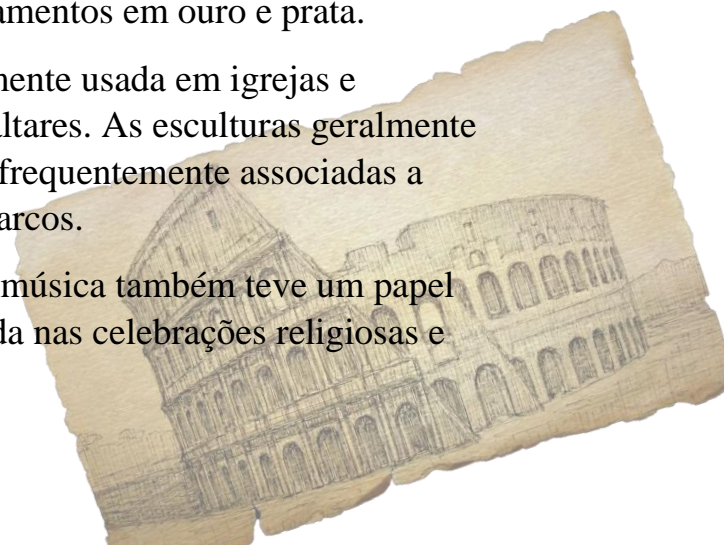 amentos em ouro e prata.
mente usada em igrejas e
altares. As esculturas geralmente
frequentemente associadas a
arcos.
música também teve um papel
da nas celebrações religiosas e